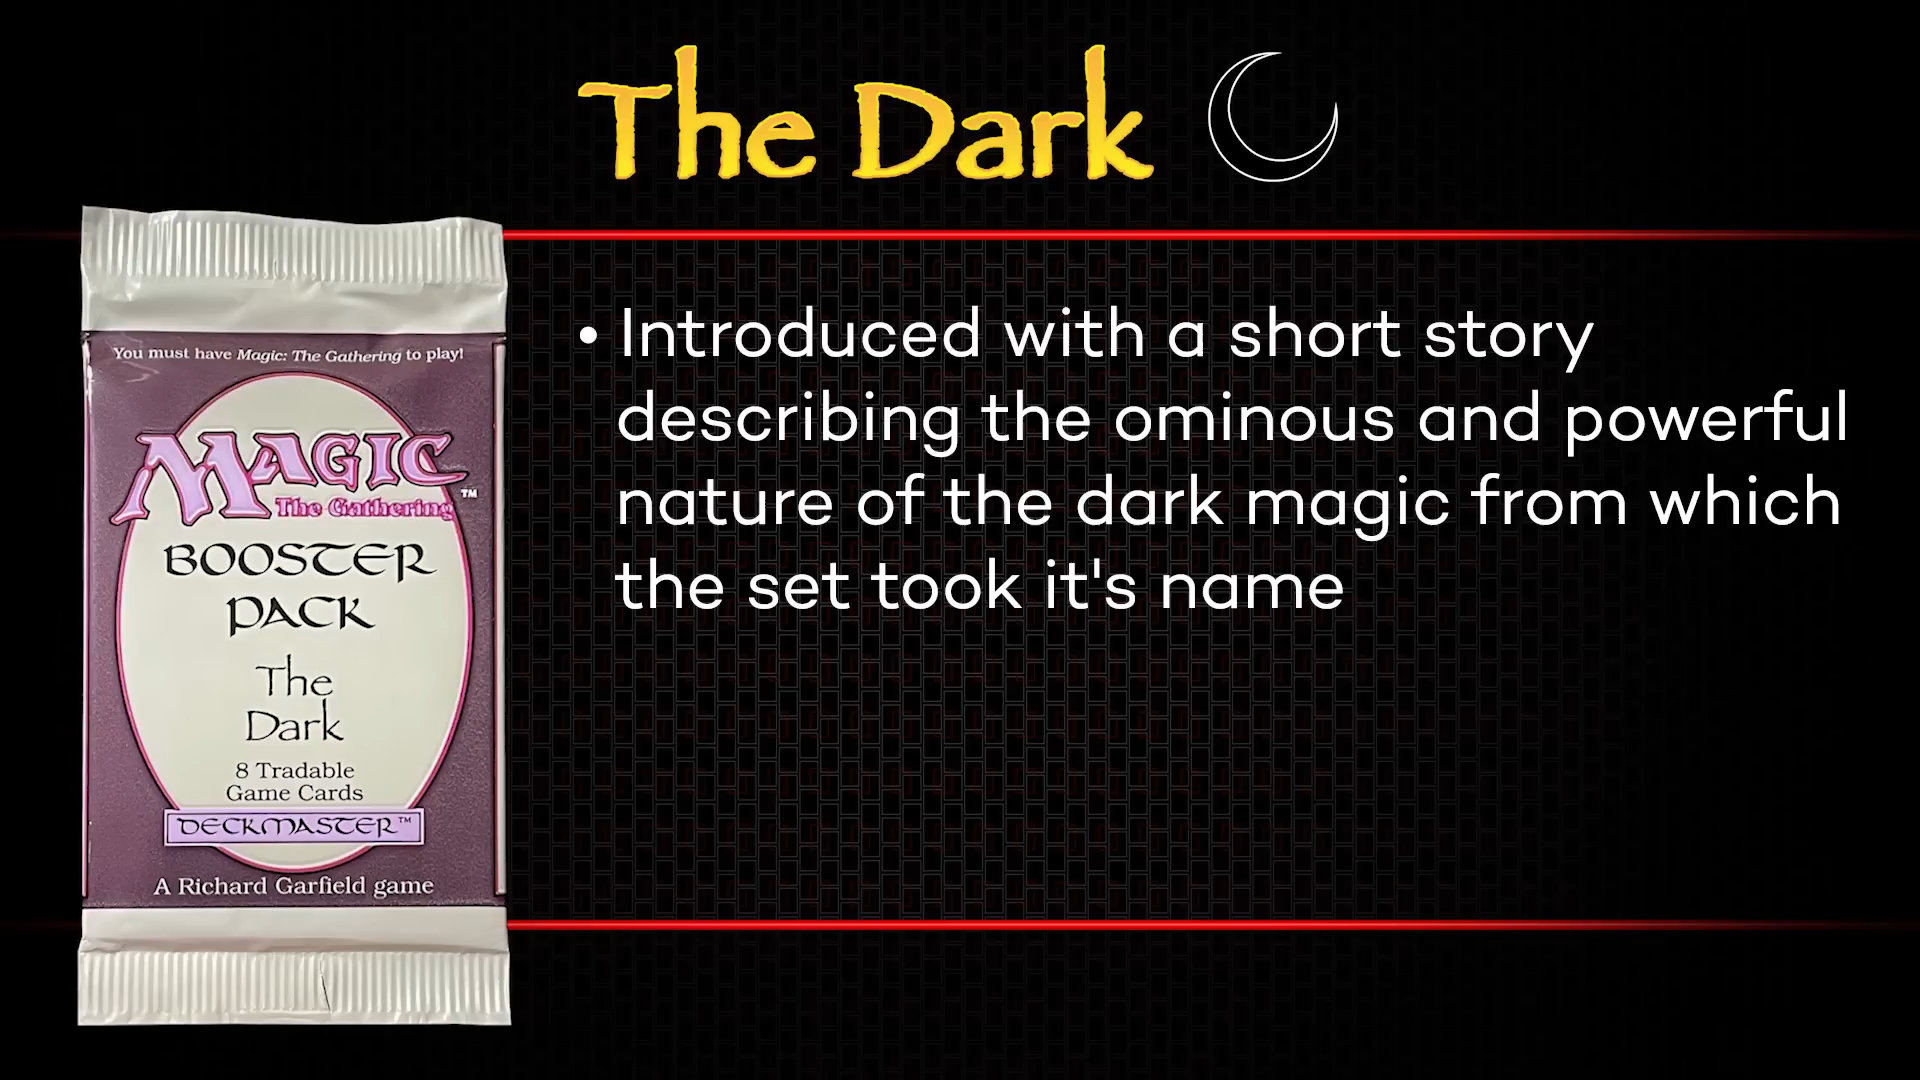 The Dark
You must have Magic: The Gathering to play!
MAGIC
The Gathering™
BOOSTER
PACK
The
Dark
8 Tradable
Game Cards
DECKMASTER™
A Richard Garfield game
• Introduced with a short story
describing the ominous and powerful
nature of the dark magic from which
the set took it's name